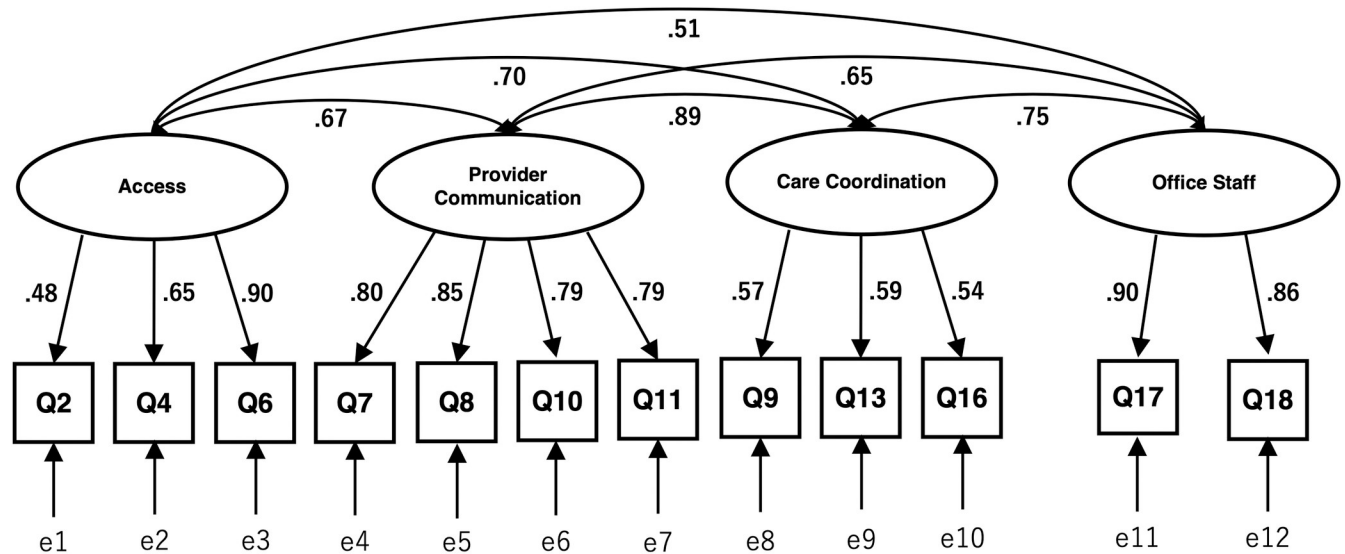 .51
.70 .65
.67 .89 .75
Access
Provider
Communication
Care Coordination
Office Staff
.48 .65 .90 .80 .85 .79 .79 .57 .59 .54 .90 .86
Q2 Q4 Q6 Q7 Q8 Q10 Q11 Q9 Q13 Q16 Q17 Q18
e1 e2 e3 e4 e5 e6 e7 e8 e9 e10 e11 e12